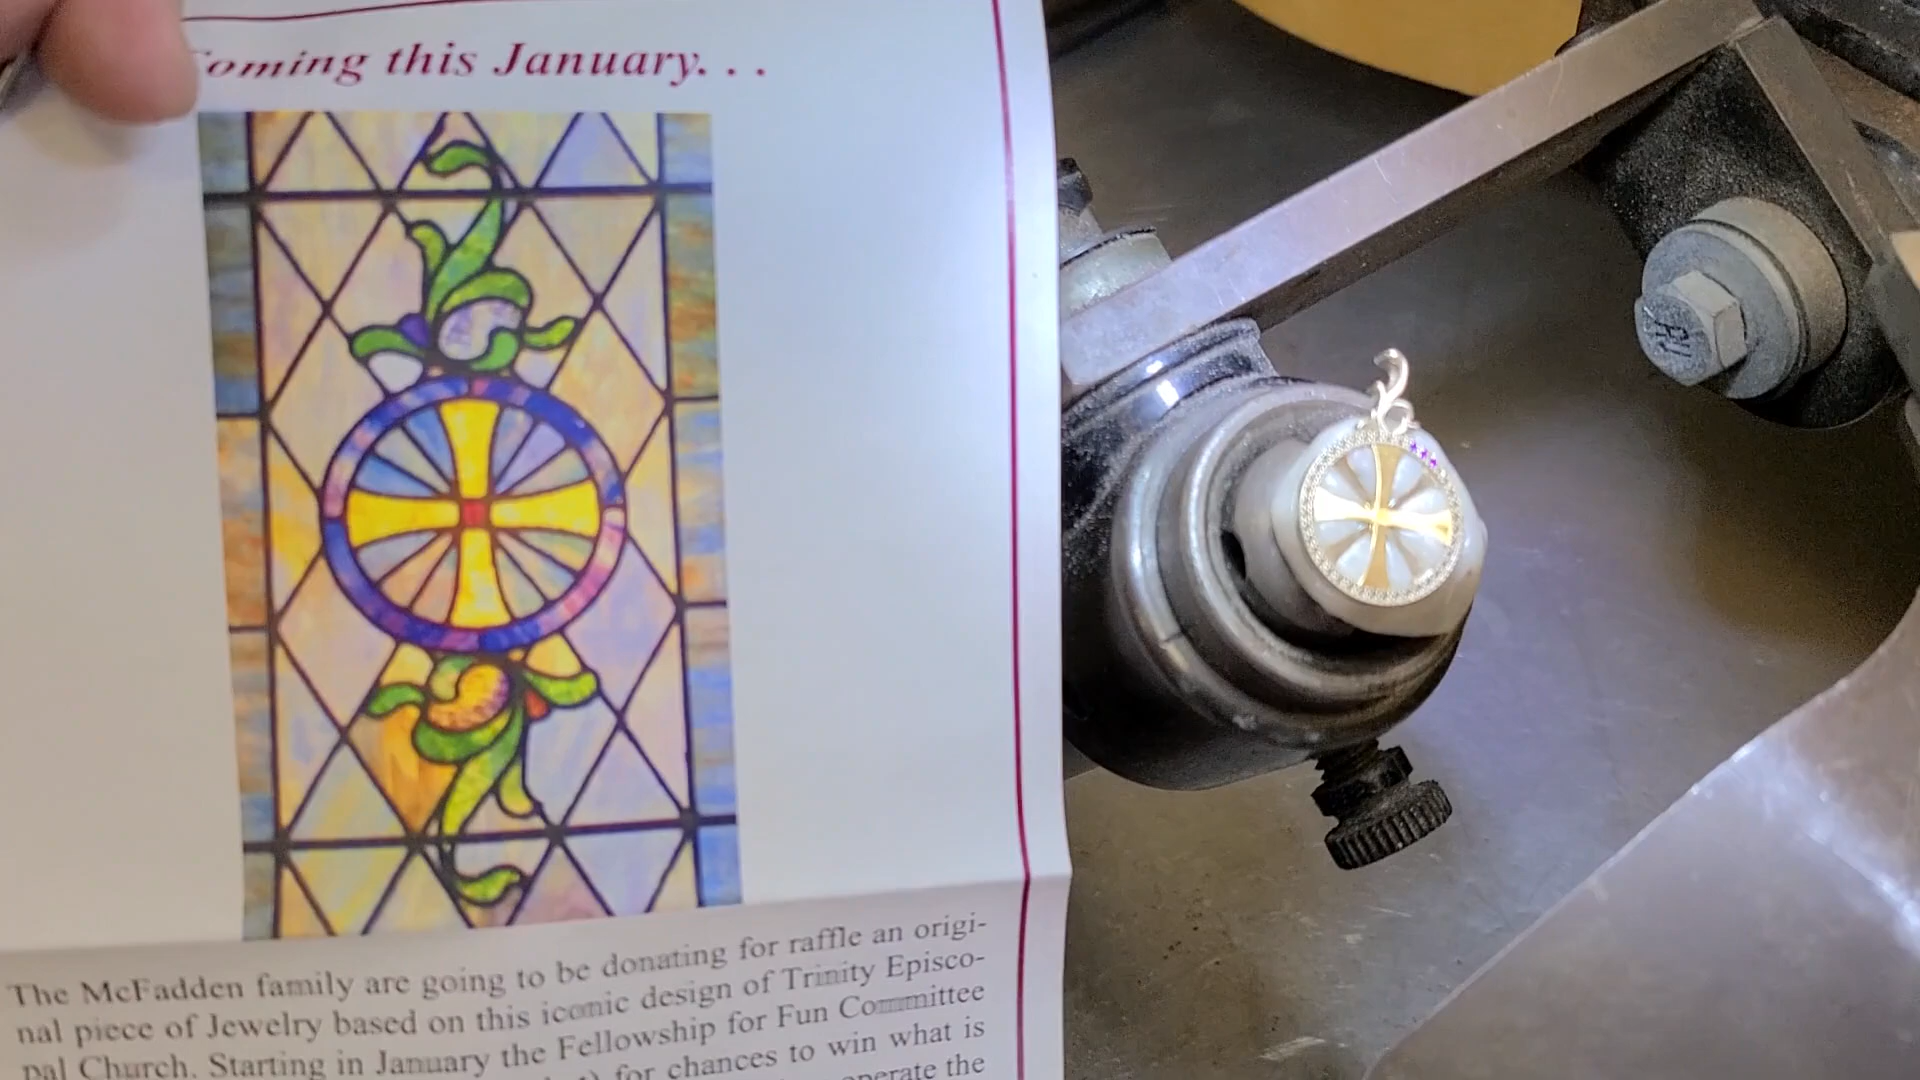 Coming this January. . .
The McFadden family are going to be donating for raffle an origi-
nal piece of Jewelry based on this iconic design of Trinity Episco-
pal Church. Starting in January the Fellowship for Fun Committee
for chances to win what is
operate the